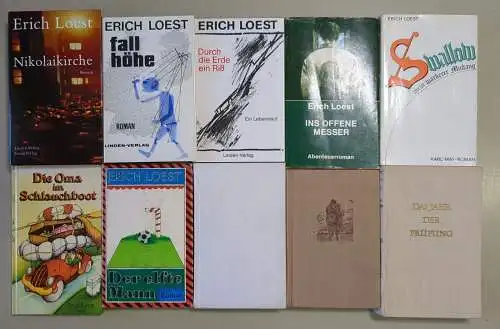 Erich Loest
Nikolaikirche
Roman
ERICH LOEST
fall
höhe
ROMAN
LINDEN-VERLAG
ERICH LOEST
Durch
die Erde
ein Riß
Ein Lebenslauf
Linden-Verlag
Erich Loest
INS OFFENE
MESSER
Abenteuerroman
ERICH LOEST
Swallow
mein wackerer Mustang
KARL-MAY-ROMAN
Die Oma
im
Schlauchboot
ERICH LOEST
Der elfte
Mann
DAS JAHR
DER
PRÜFUNG